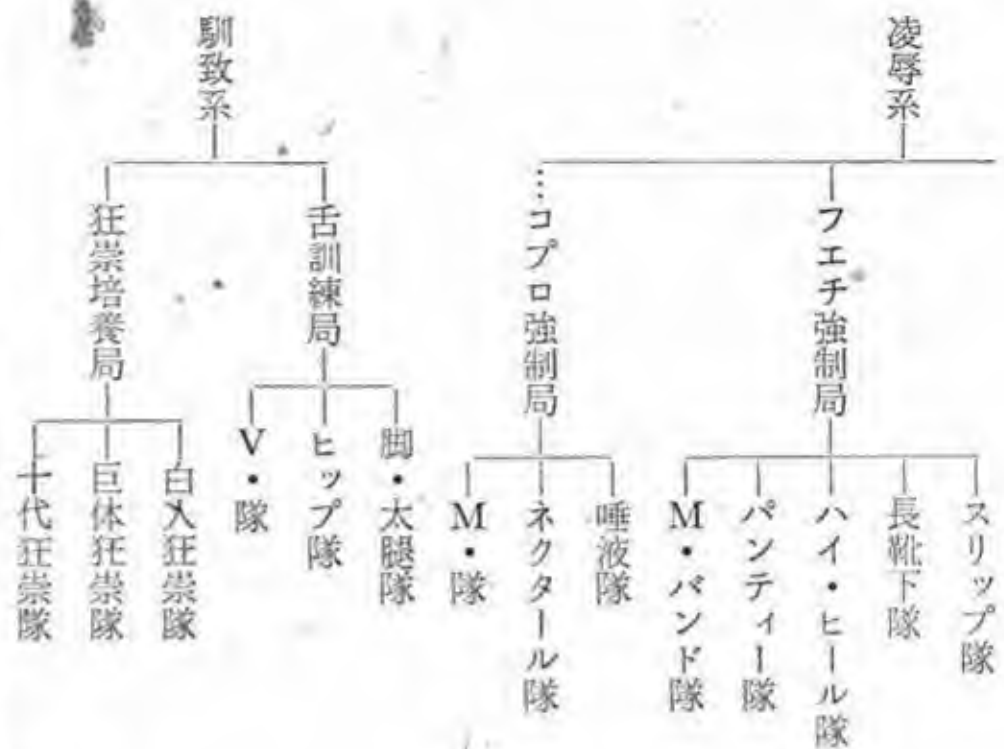 凌辱系
フエチ強制局
スリップ隊
長靴下隊
ハイ・ヒール隊
パンティー隊
M・バンド隊
…コプロ強制局
唾液隊
ネクタール隊
M・隊
馴致系
舌訓練局
脚・太腿隊
ヒップ隊
V・隊
狂崇培養局
白人狂崇隊
巨体狂崇隊
十代狂崇隊